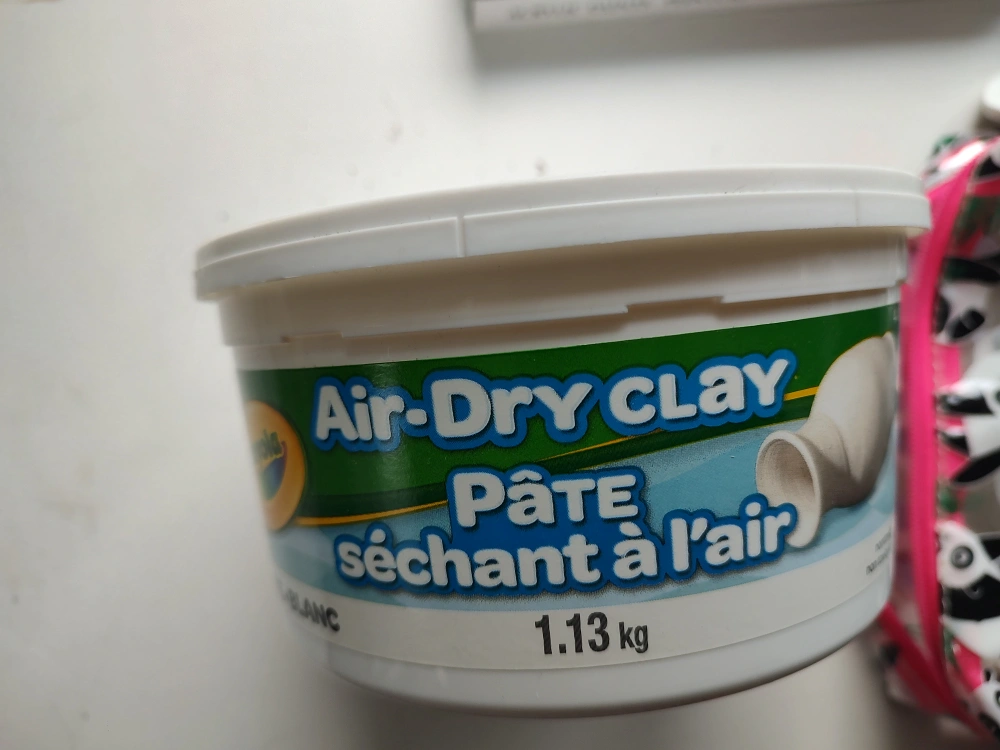 Air-Dry CLay
Pâte
séchant à l'air
BLANC
1.13 kg